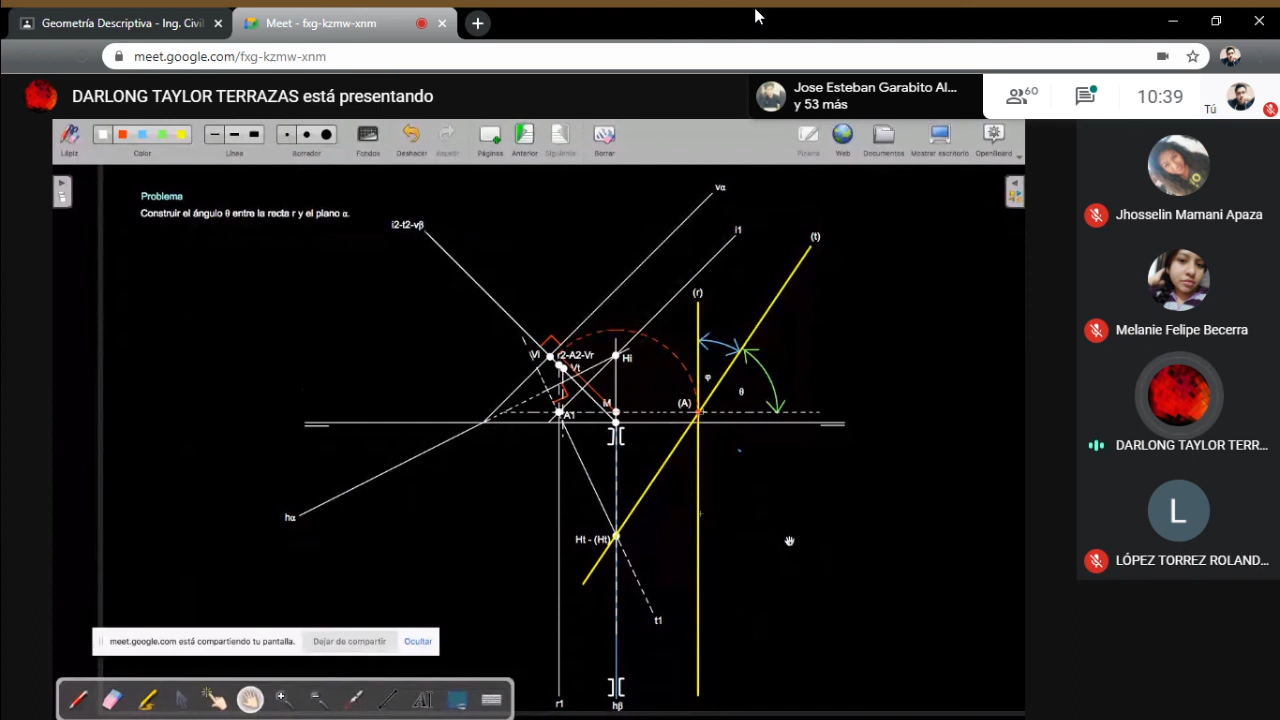 Geometría Descriptiva - Ing. Civil
Meet - fxg-kzmw-xnm
meet.google.com/fxg-kzmw-xnm
DARLONG TAYLOR TERRAZAS está presentando
Jose Esteban Garabito Al...
y 53 más
60
10:39
Tú
Lápiz
Color
Línea
Borrador
Fondos
Deshacer
Páginas
Anterior
Siguiente
Borrar
Pizarra
Web
Documentos
Mostrar escritorio
OpenBoard
Problema
Construir el ángulo θ entre la recta r y el plano α.
vα
i2-t2-vβ
i1
(t)
(r)
Vi
r2-A2-Vr
Hi
Vt
φ
θ
M
(A)
A1
hα
Ht - (Ht)
t1
r1
hβ
meet.google.com está compartiendo tu pantalla.
Dejar de compartir
Ocultar
AI
Jhosselin Mamani Apaza
Melanie Felipe Becerra
DARLONG TAYLOR TERR...
L
LÓPEZ TORREZ ROLAND...